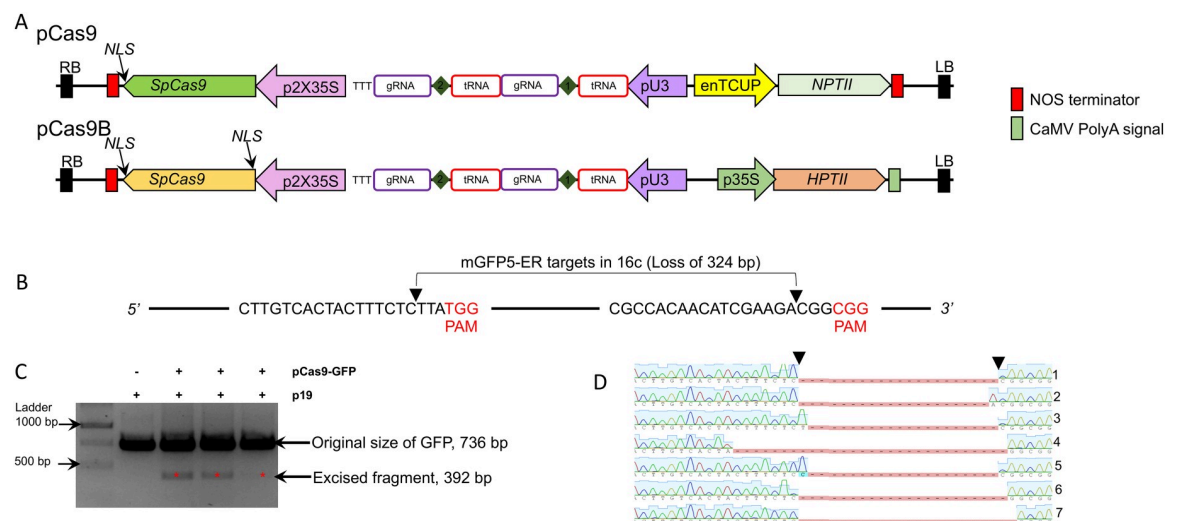 A
pCas9
NLS
RB
LB
SpCas9
p2X35S
TTT
gRNA
2
tRNA
gRNA
1
tRNA
pU3
enTCUP
NPTII
NOS terminator
CaMV PolyA signal
pCas9B
NLS
NLS
RB
LB
SpCas9
p2X35S
TTT
gRNA
2
tRNA
gRNA
1
tRNA
pU3
p35S
HPTII
B
mGFP5-ER targets in 16c (Loss of 324 bp)
5’ CTTGTCACTACTTTCTCTTATGG CGCCACAACATCGAAGACGGCGG 3’
PAM PAM
C
- + + + pCas9-GFP
+ + + + p19
Ladder
1000 bp
Original size of GFP, 736 bp
500 bp
Excised fragment, 392 bp
D
1
2
3
4
5
6
7